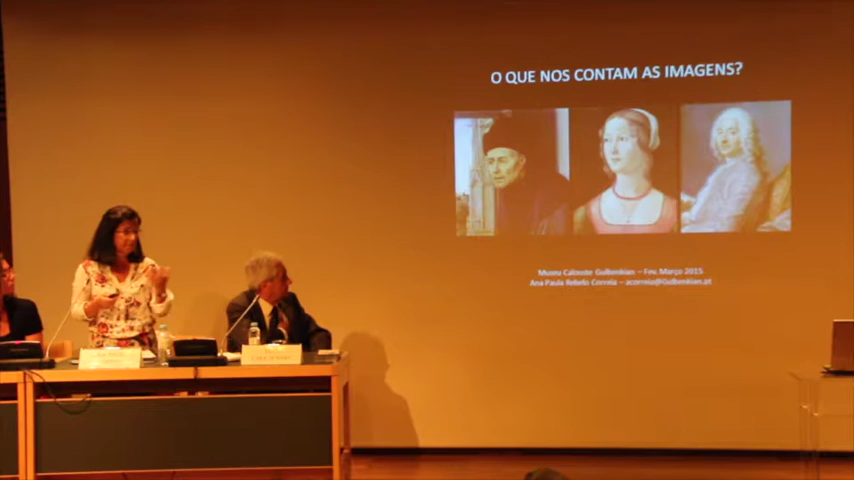 O QUE NOS CONTAM AS IMAGENS?
Museu Calouste Gulbenkian – Fev. Março 2015
Ana Paula Rebelo Correia – acorreia@Gulbenkian.pt